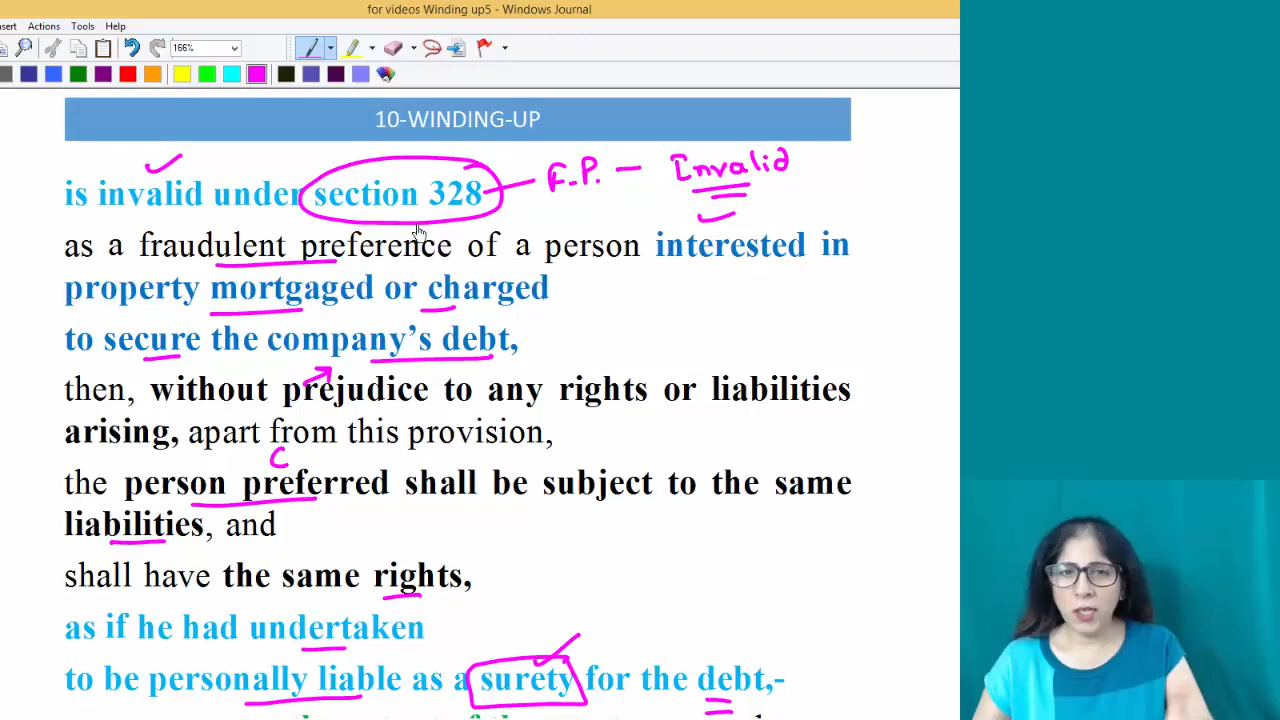 for videos Winding up5 - Windows Journal
nsert Actions Tools Help
166%
10-WINDING-UP
is invalid under section 328 F.P. - Invalid
as a fraudulent preference of a person interested in
property mortgaged or charged
to secure the company's debt,
then, without prejudice to any rights or liabilities
arising, apart from this provision,
C
the person preferred shall be subject to the same
liabilities, and
shall have the same rights,
as if he had undertaken
to be personally liable as a surety for the debt,-